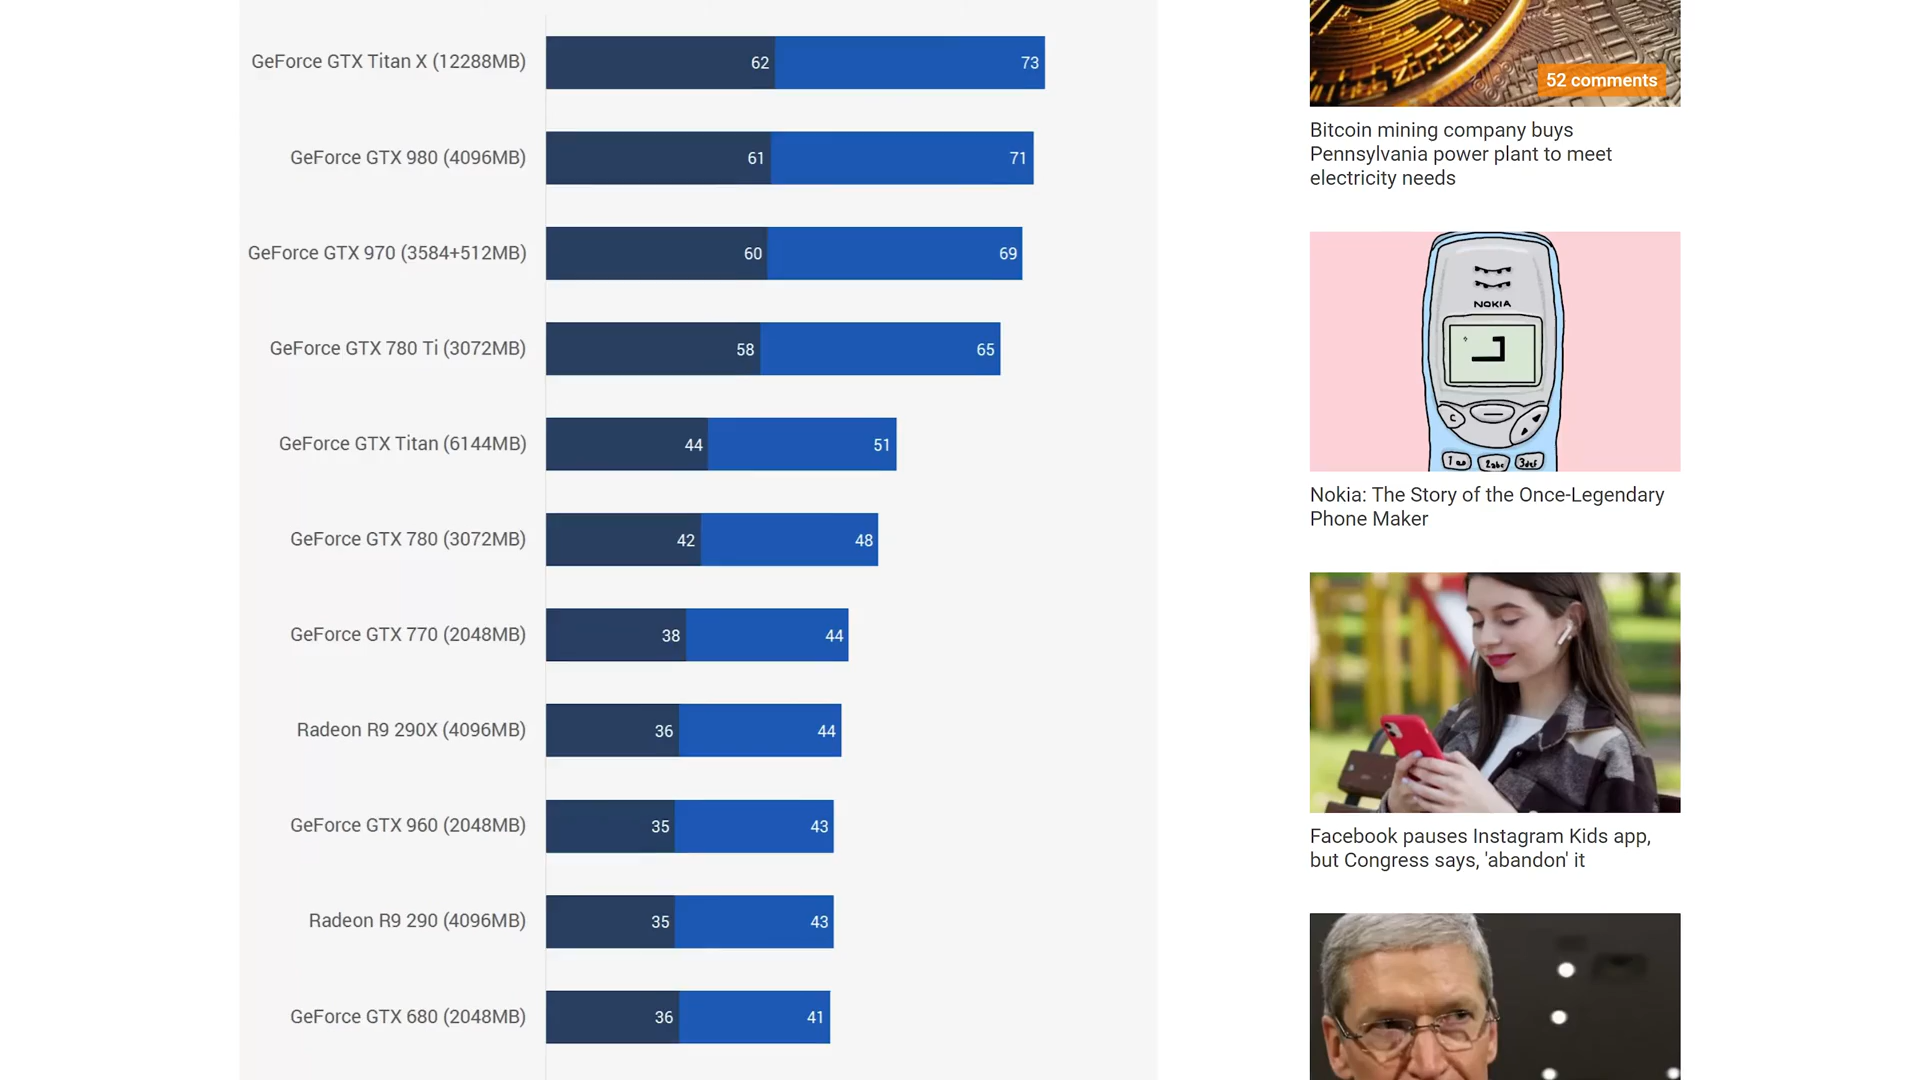 GeForce GTX Titan X (12288MB) 62 73
GeForce GTX 980 (4096MB) 61 71
GeForce GTX 970 (3584+512MB) 60 69
GeForce GTX 780 Ti (3072MB) 58 65
GeForce GTX Titan (6144MB) 44 51
GeForce GTX 780 (3072MB) 42 48
GeForce GTX 770 (2048MB) 38 44
Radeon R9 290X (4096MB) 36 44
GeForce GTX 960 (2048MB) 35 43
Radeon R9 290 (4096MB) 35 43
GeForce GTX 680 (2048MB) 36 41
52 comments
Bitcoin mining company buys
Pennsylvania power plant to meet
electricity needs
NOKIA
C
1 2abc 3def
Nokia: The Story of the Once-Legendary
Phone Maker
Facebook pauses Instagram Kids app,
but Congress says, 'abandon' it